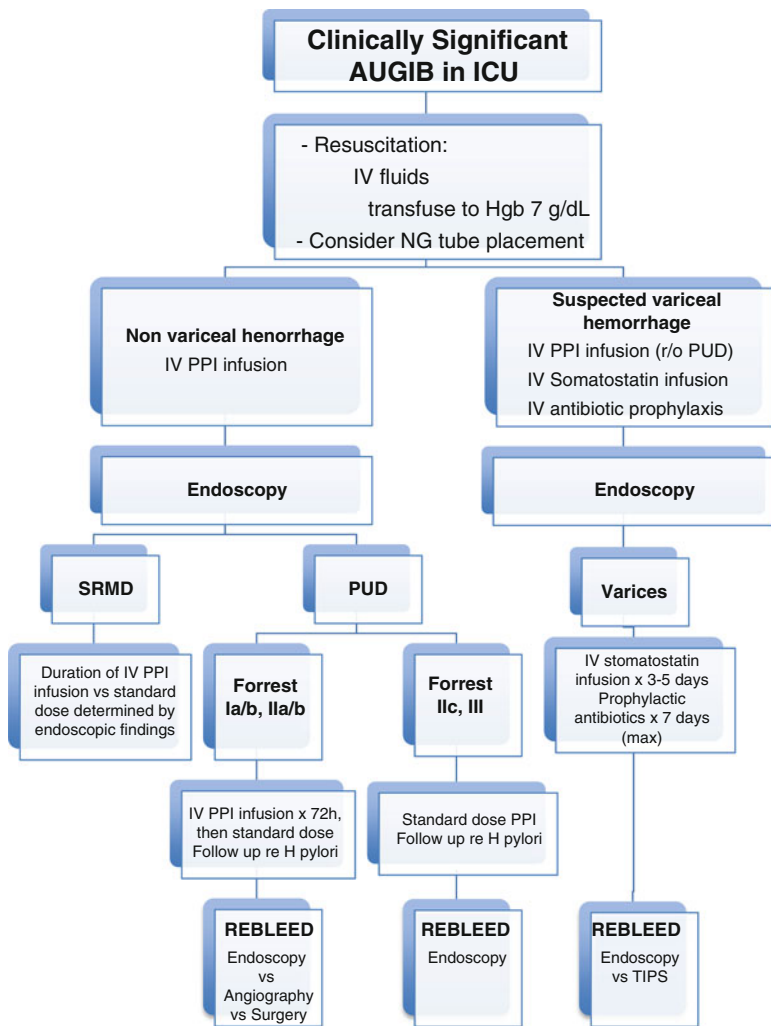 Clinically Significant
AUGIB in ICU
- Resuscitation:
IV fluids
transfuse to Hgb 7 g/dL
- Consider NG tube placement
Non variceal henorrhage
IV PPI infusion
Suspected variceal
hemorrhage
IV PPI infusion (r/o PUD)
IV Somatostatin infusion
IV antibiotic prophylaxis
Endoscopy
Endoscopy
SRMD
PUD
Varices
Duration of IV PPI
infusion vs standard
dose determined by
endoscopic findings
Forrest
Ia/b, IIa/b
Forrest
IIc, III
IV stomatostatin
infusion x 3-5 days
Prophylactic
antibiotics x 7 days
(max)
IV PPI infusion x 72h,
then standard dose
Follow up re H pylori
Standard dose PPI
Follow up re H pylori
REBLEED
Endoscopy
vs
Angiography
vs Surgery
REBLEED
Endoscopy
REBLEED
Endoscopy
vs TIPS